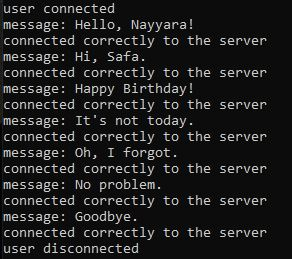 user connected
message: Hello, Nayyara!
connected correctly to the server
message: Hi, Safa.
connected correctly to the server
message: Happy Birthday!
connected correctly to the server
message: It's not today.
connected correctly to the server
message: Oh, I forgot.
connected correctly to the server
message: No problem.
connected correctly to the server
message: Goodbye.
connected correctly to the server
user disconnected